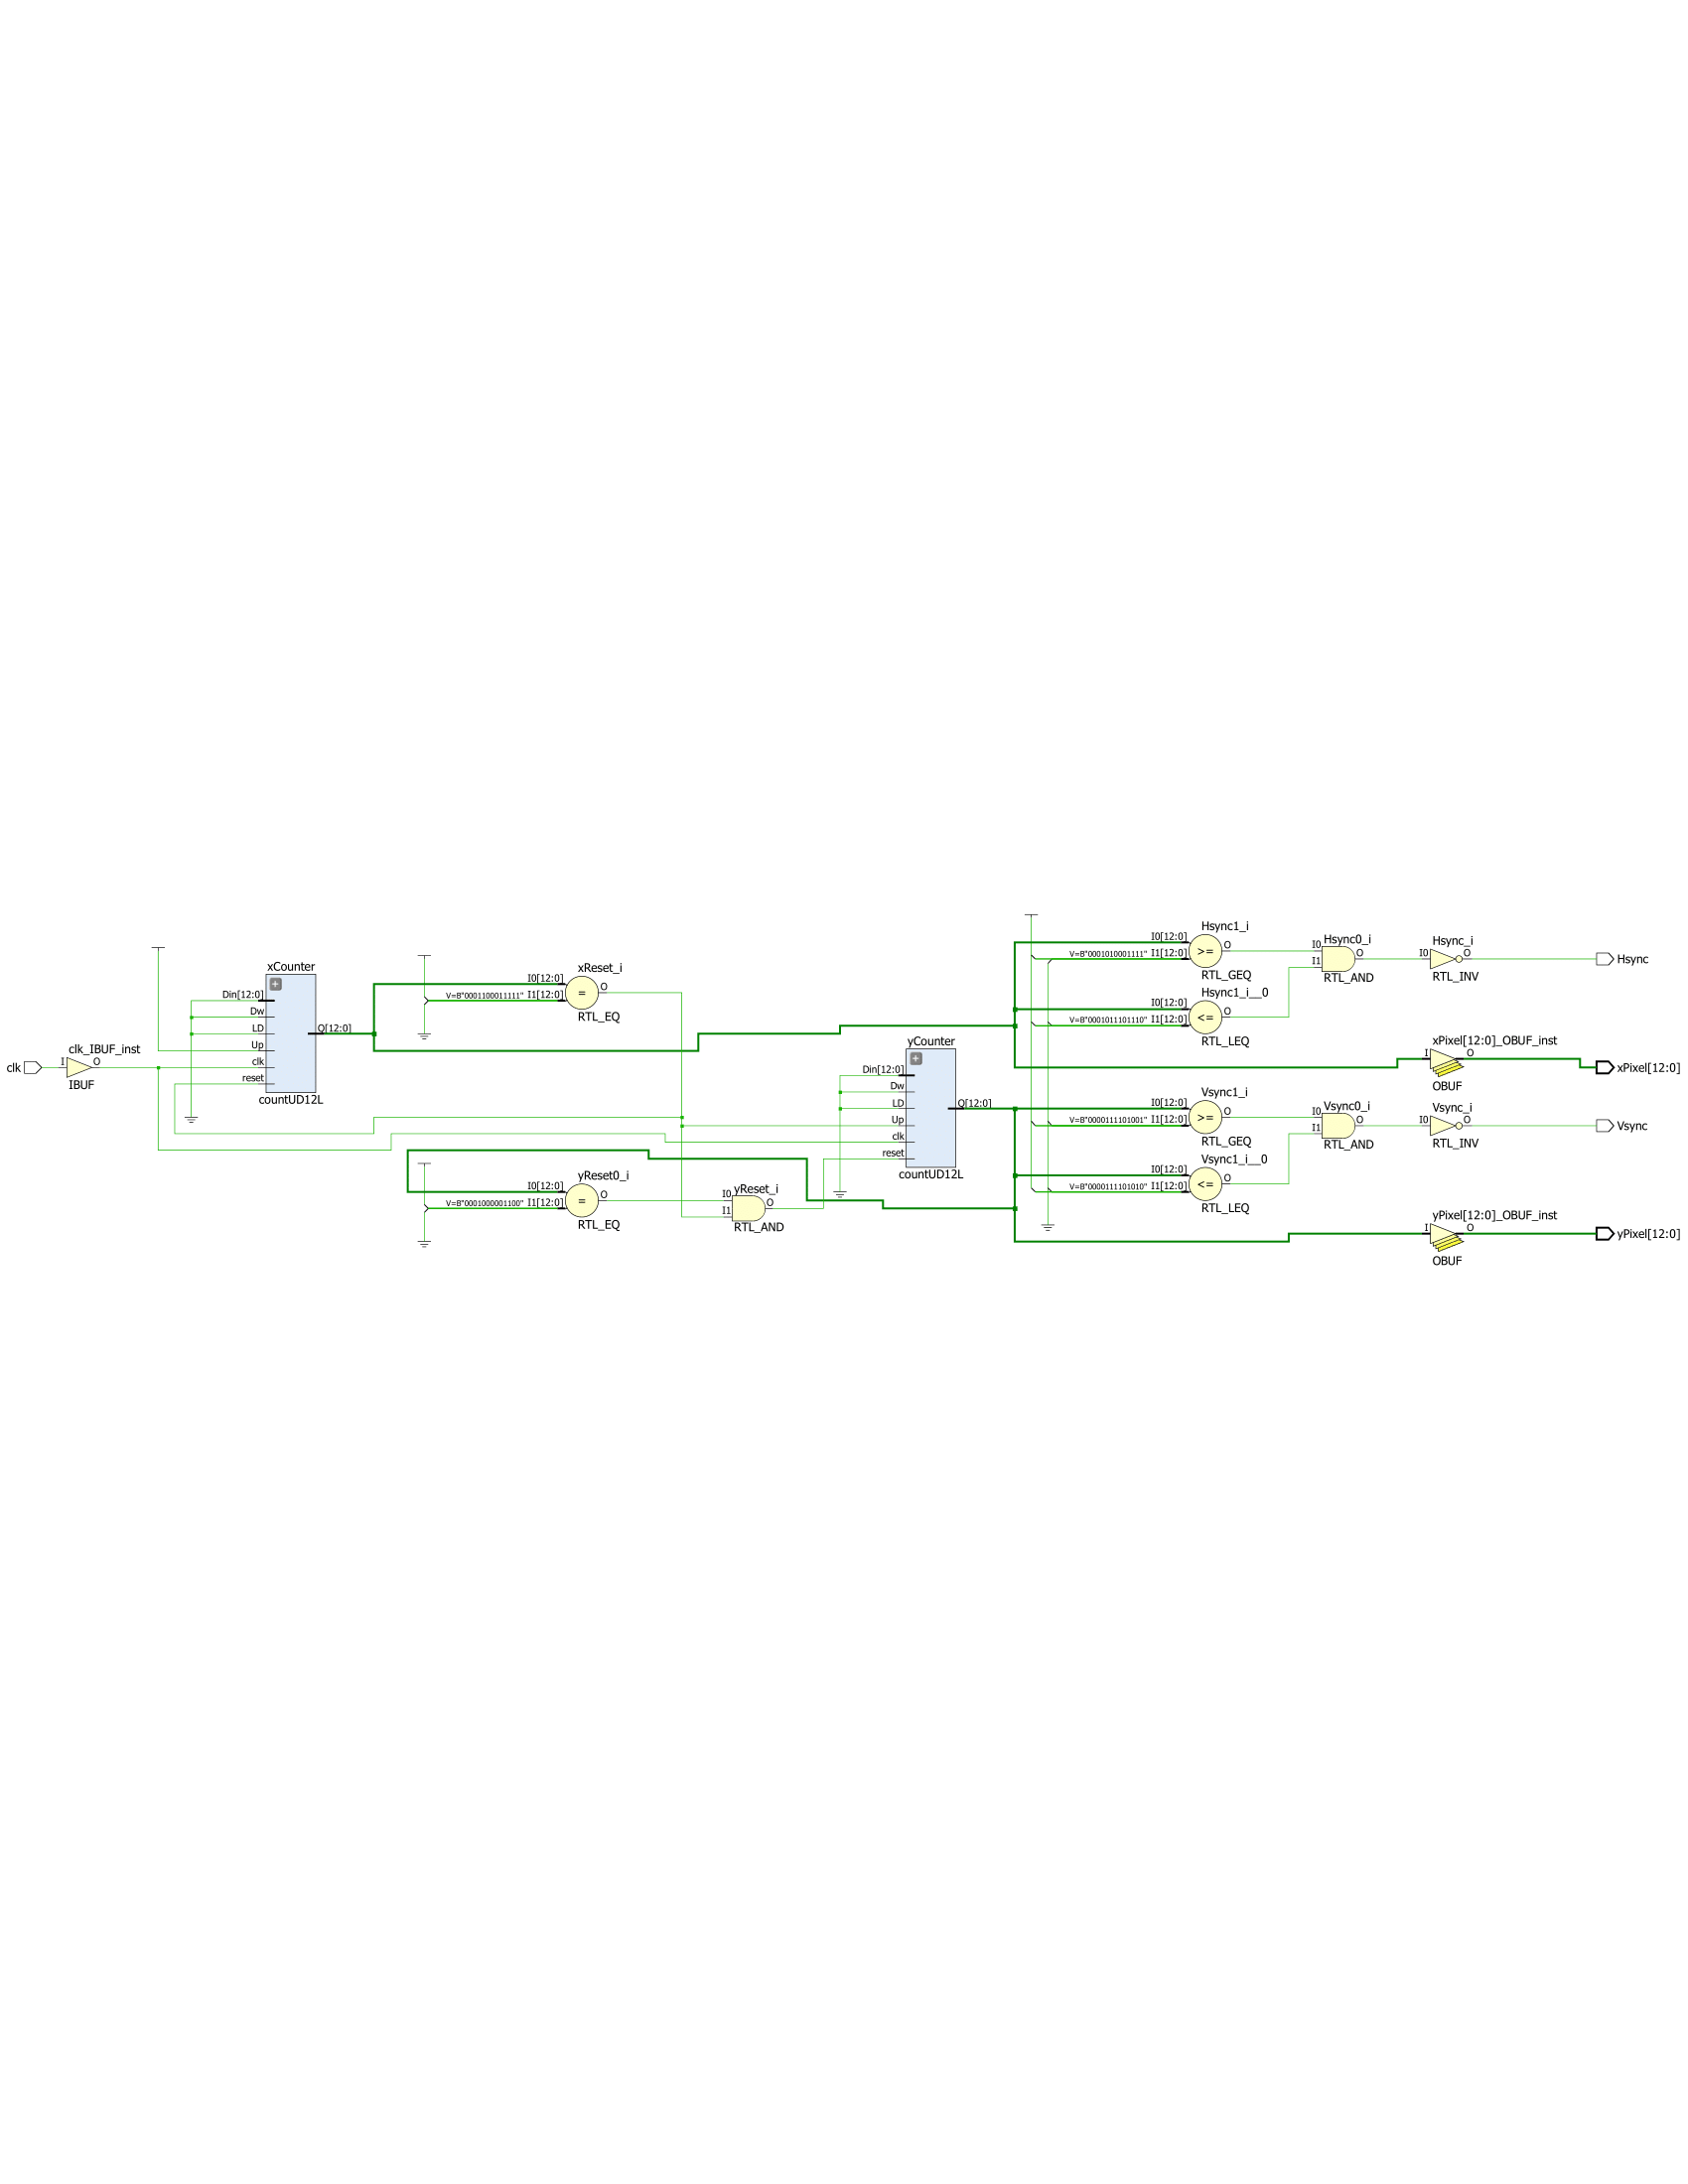 clk
I
clk_IBUF_inst
O
IBUF
xCounter
Din[12:0]
Dw
LD
Up
clk
reset
Q[12:0]
countUD12L
xReset_i
I0[12:0]
V=B"0001100011111" I1[12:0]
=
O
RTL_EQ
yReset0_i
I0[12:0]
V=B"0001000001100" I1[12:0]
=
O
RTL_EQ
yReset_i
I0
I1
O
RTL_AND
yCounter
Din[12:0]
Dw
LD
Up
clk
reset
Q[12:0]
countUD12L
Hsync1_i
I0[12:0]
V=B"0001010001111" I1[12:0]
>=
O
RTL_GEQ
Hsync1_i__0
I0[12:0]
V=B"0001011101110" I1[12:0]
<=
O
RTL_LEQ
Hsync0_i
I0
I1
O
RTL_AND
Hsync_i
I0
O
RTL_INV
Hsync
xPixel[12:0]_OBUF_inst
I
O
OBUF
xPixel[12:0]
Vsync1_i
I0[12:0]
V=B"0000111101001" I1[12:0]
>=
O
RTL_GEQ
Vsync1_i__0
I0[12:0]
V=B"0000111101010" I1[12:0]
<=
O
RTL_LEQ
Vsync0_i
I0
I1
O
RTL_AND
Vsync_i
I0
O
RTL_INV
Vsync
yPixel[12:0]_OBUF_inst
I
O
OBUF
yPixel[12:0]